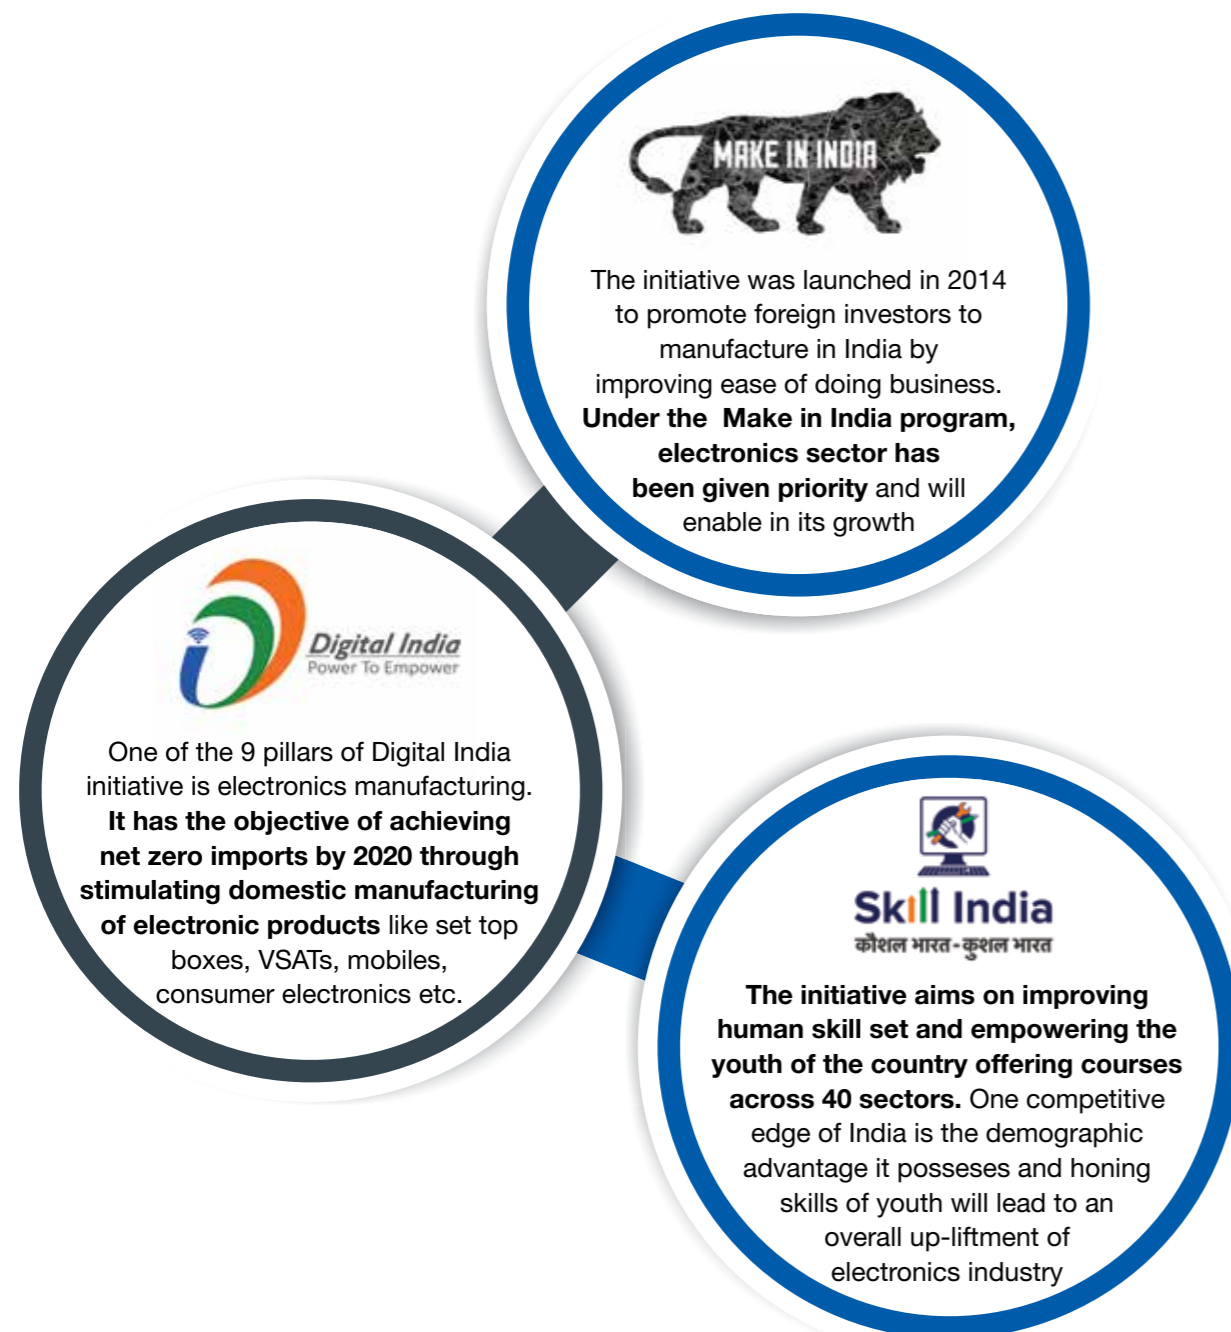 MAKE IN INDIA
The initiative was launched in 2014
to promote foreign investors to
manufacture in India by
improving ease of doing business.
Under the Make in India program,
electronics sector has
been given priority and will
enable in its growth
Digital India
Power To Empower
One of the 9 pillars of Digital India
initiative is electronics manufacturing.
It has the objective of achieving
net zero imports by 2020 through
stimulating domestic manufacturing
of electronic products like set top
boxes, VSATs, mobiles,
consumer electronics etc.
Skill India
कौशल भारत - कुशल भारत
The initiative aims on improving
human skill set and empowering the
youth of the country offering courses
across 40 sectors. One competitive
edge of India is the demographic
advantage it posseses and honing
skills of youth will lead to an
overall up-liftment of
electronics industry